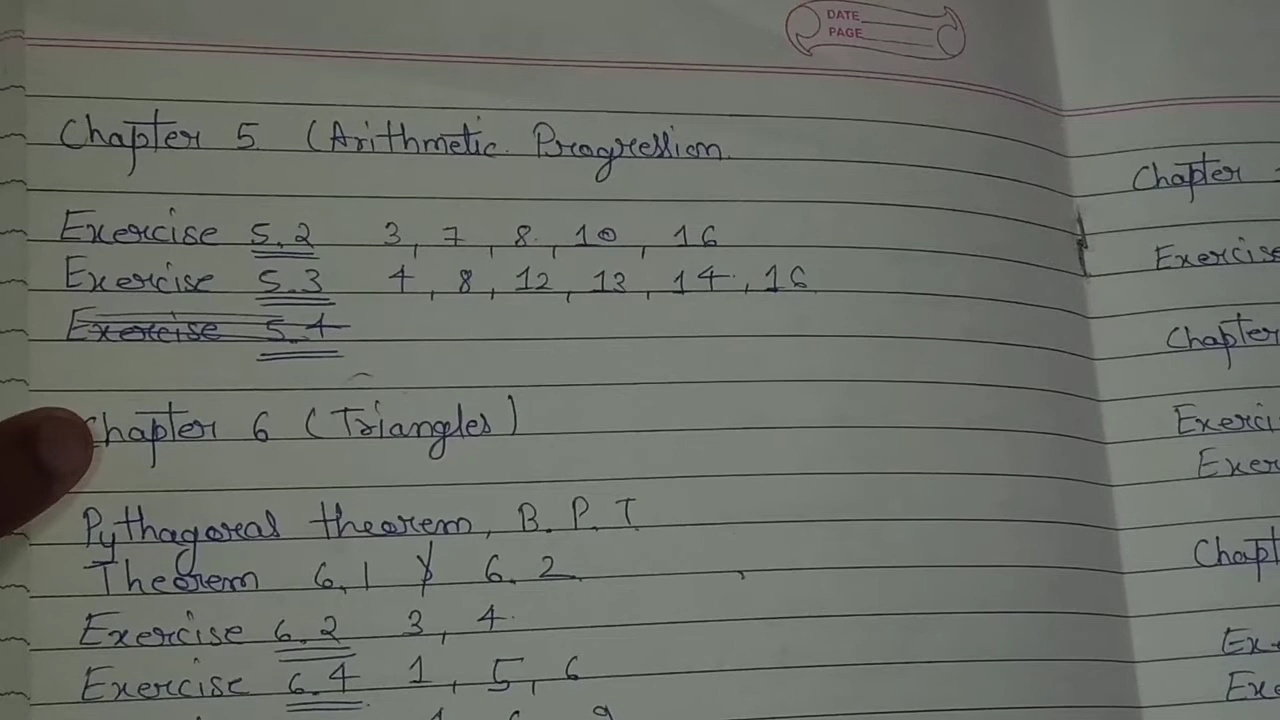 DATE
PAGE
Chapter 5 (Arithmetic Progression
Exercise 5.2 3, 7, 8, 10, 16
Exercise 5.3 4, 8, 12, 13, 14, 16
Exercise 5.4
Chapter 6 (Triangles)
Pythagoras theorem, B.P.T.
Theorem 6.1 6.2
Exercise 6.2 3, 4
Exercise 6.4 1, 5, 6
Chapter
Exercise
Chapter